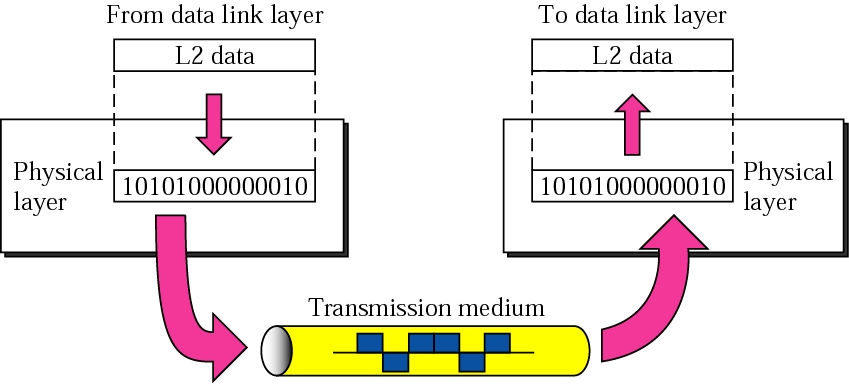 From data link layer
To data link layer
L2 data
L2 data
Physical
layer
10101000000010
10101000000010
Physical
layer
Transmission medium